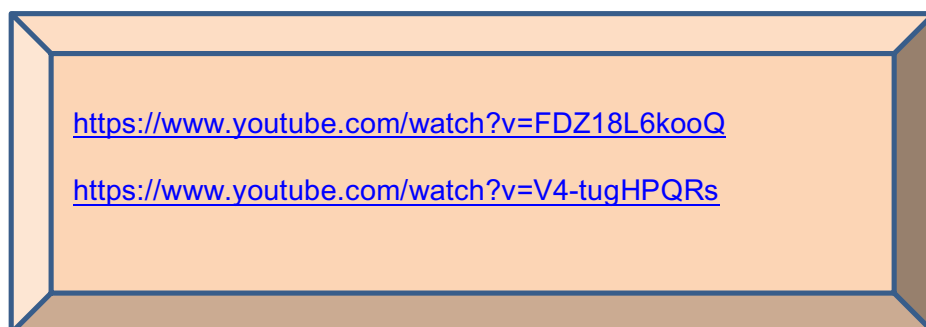 https://www.youtube.com/watch?v=FDZ18L6kooQ
https://www.youtube.com/watch?v=V4-tugHPQRs